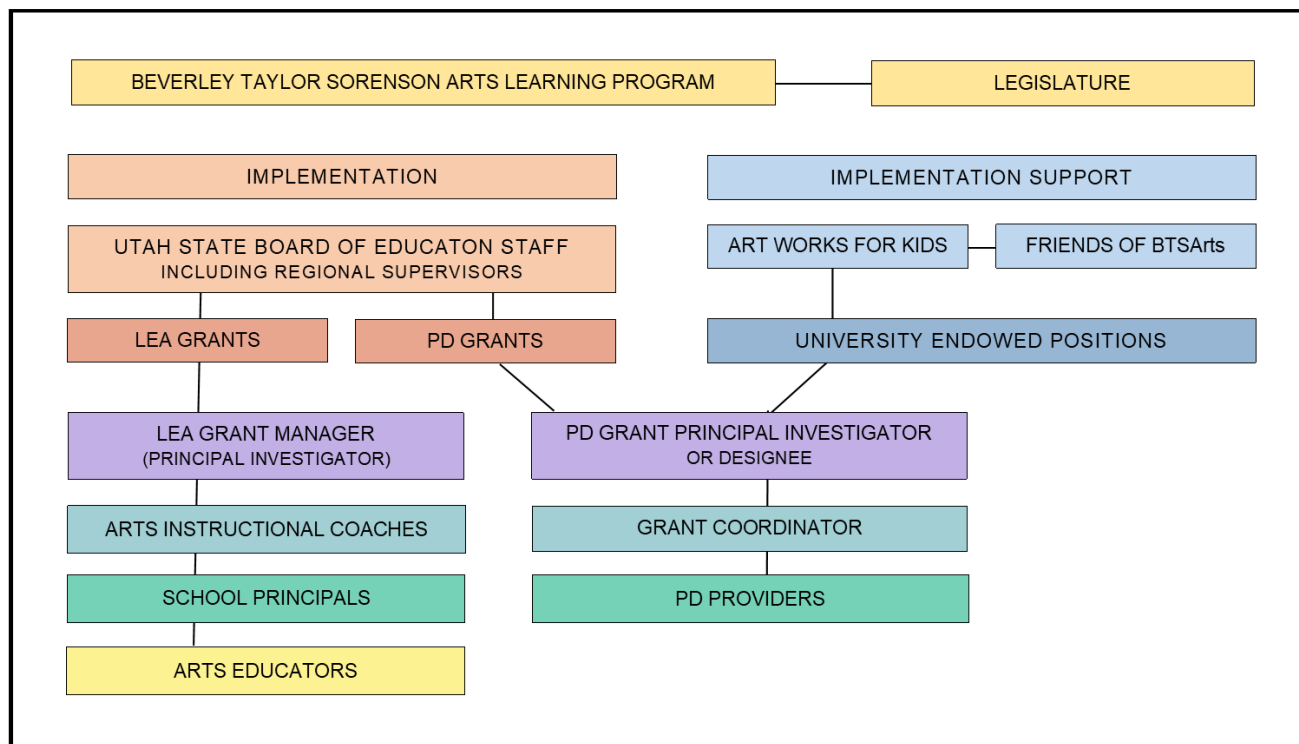 BEVERLEY TAYLOR SORENSON ARTS LEARNING PROGRAM
LEGISLATURE
IMPLEMENTATION
IMPLEMENTATION SUPPORT
UTAH STATE BOARD OF EDUCATON STAFF
INCLUDING REGIONAL SUPERVISORS
ART WORKS FOR KIDS
FRIENDS OF BTSArts
LEA GRANTS
PD GRANTS
UNIVERSITY ENDOWED POSITIONS
LEA GRANT MANAGER
(PRINCIPAL INVESTIGATOR)
PD GRANT PRINCIPAL INVESTIGATOR
OR DESIGNEE
ARTS INSTRUCTIONAL COACHES
GRANT COORDINATOR
SCHOOL PRINCIPALS
PD PROVIDERS
ARTS EDUCATORS